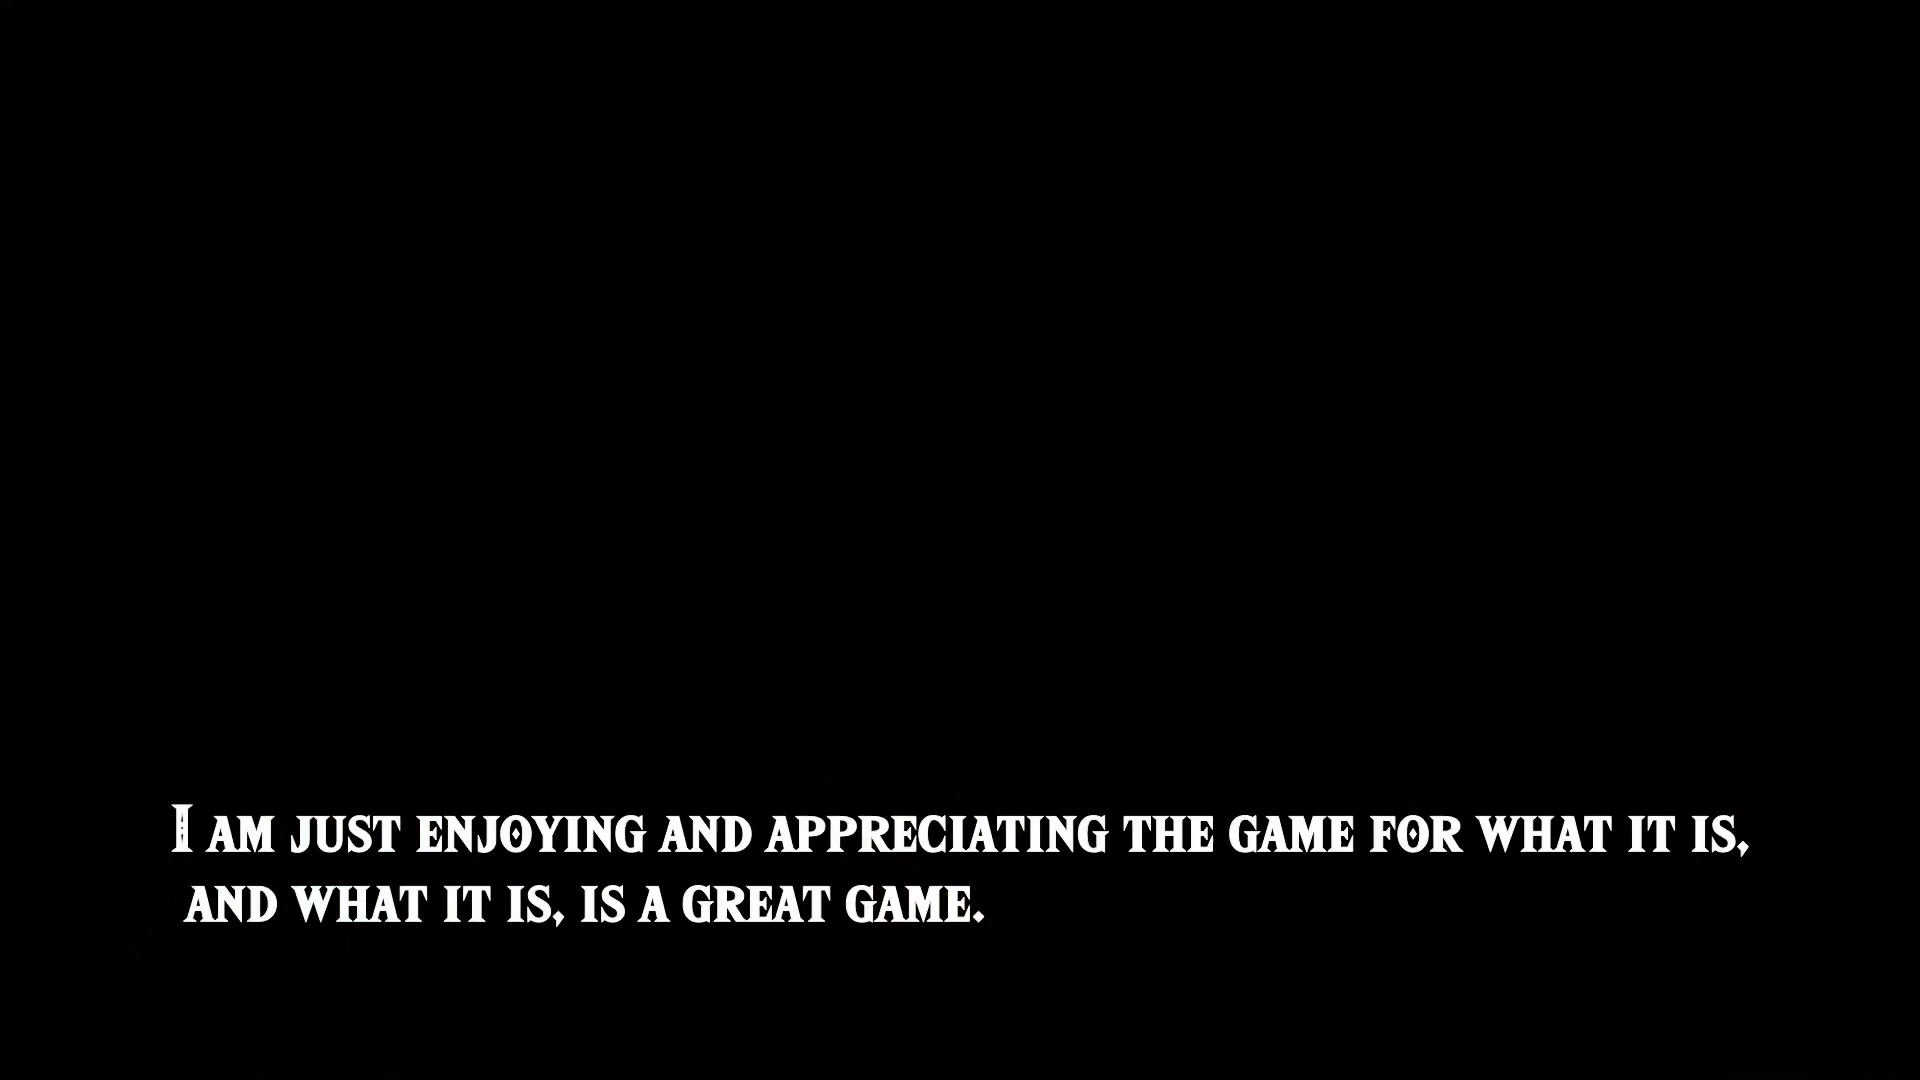 I am just enjoying and appreciating the game for what it is,
and what it is, is a great game.